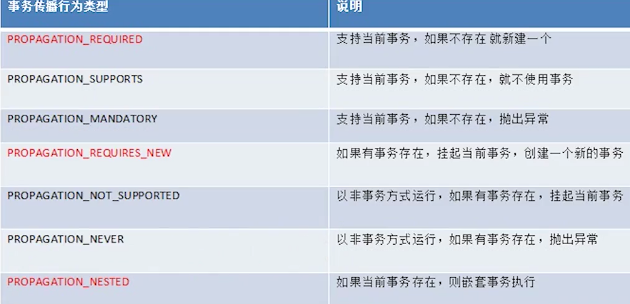 事务传播行为类型 说明
PROPAGATION_REQUIRED 支持当前事务，如果不存在 就新建一个
PROPAGATION_SUPPORTS 支持当前事务，如果不存在，就不使用事务
PROPAGATION_MANDATORY 支持当前事务，如果不存在，抛出异常
PROPAGATION_REQUIRES_NEW 如果有事务存在，挂起当前事务，创建一个新的事务
PROPAGATION_NOT_SUPPORTED 以非事务方式运行，如果有事务存在，挂起当前事务
PROPAGATION_NEVER 以非事务方式运行，如果有事务存在，抛出异常
PROPAGATION_NESTED 如果当前事务存在，则嵌套事务执行